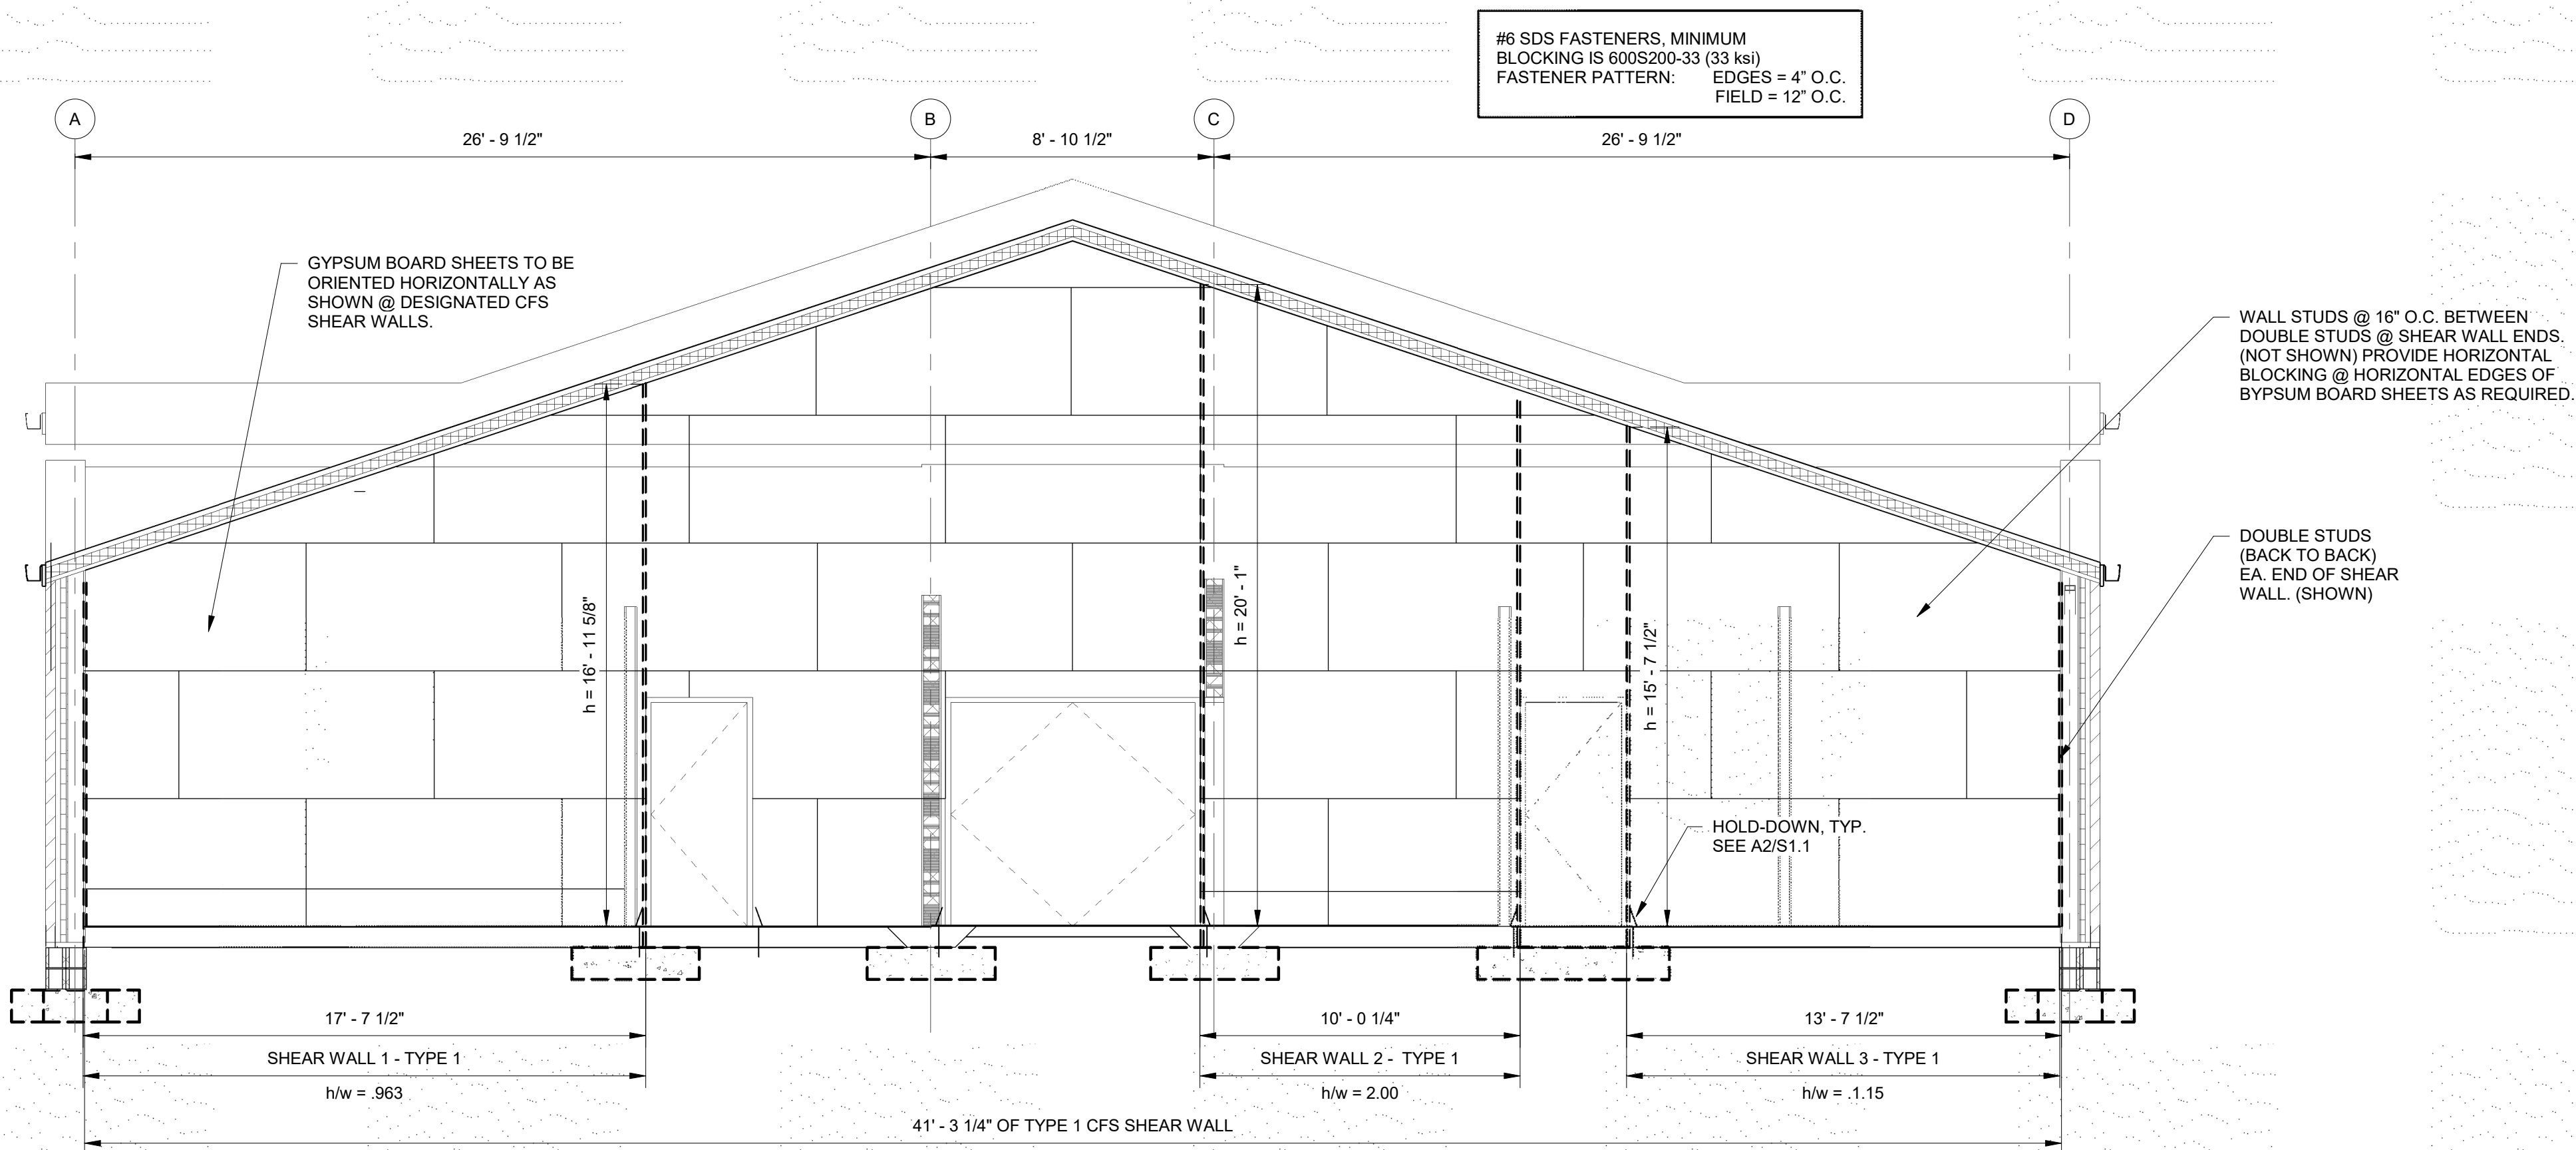 #6 SDS FASTENERS, MINIMUM
BLOCKING IS 600S200-33 (33 ksi)
FASTENER PATTERN: EDGES = 4” O.C.
FIELD = 12” O.C.
A
B
C
D
26' - 9 1/2"
8' - 10 1/2"
26' - 9 1/2"
GYPSUM BOARD SHEETS TO BE
ORIENTED HORIZONTALLY AS
SHOWN @ DESIGNATED CFS
SHEAR WALLS.
WALL STUDS @ 16" O.C. BETWEEN
DOUBLE STUDS @ SHEAR WALL ENDS.
(NOT SHOWN) PROVIDE HORIZONTAL
BLOCKING @ HORIZONTAL EDGES OF
BYPSUM BOARD SHEETS AS REQUIRED.
DOUBLE STUDS
(BACK TO BACK)
EA. END OF SHEAR
WALL. (SHOWN)
h = 16' - 11 5/8"
h = 20' - 1"
h = 15' - 7 1/2"
HOLD-DOWN, TYP.
SEE A2/S1.1
17' - 7 1/2"
10' - 0 1/4"
13' - 7 1/2"
SHEAR WALL 1 - TYPE 1
SHEAR WALL 2 - TYPE 1
SHEAR WALL 3 - TYPE 1
h/w = .963
h/w = 2.00
h/w = .1.15
41' - 3 1/4" OF TYPE 1 CFS SHEAR WALL